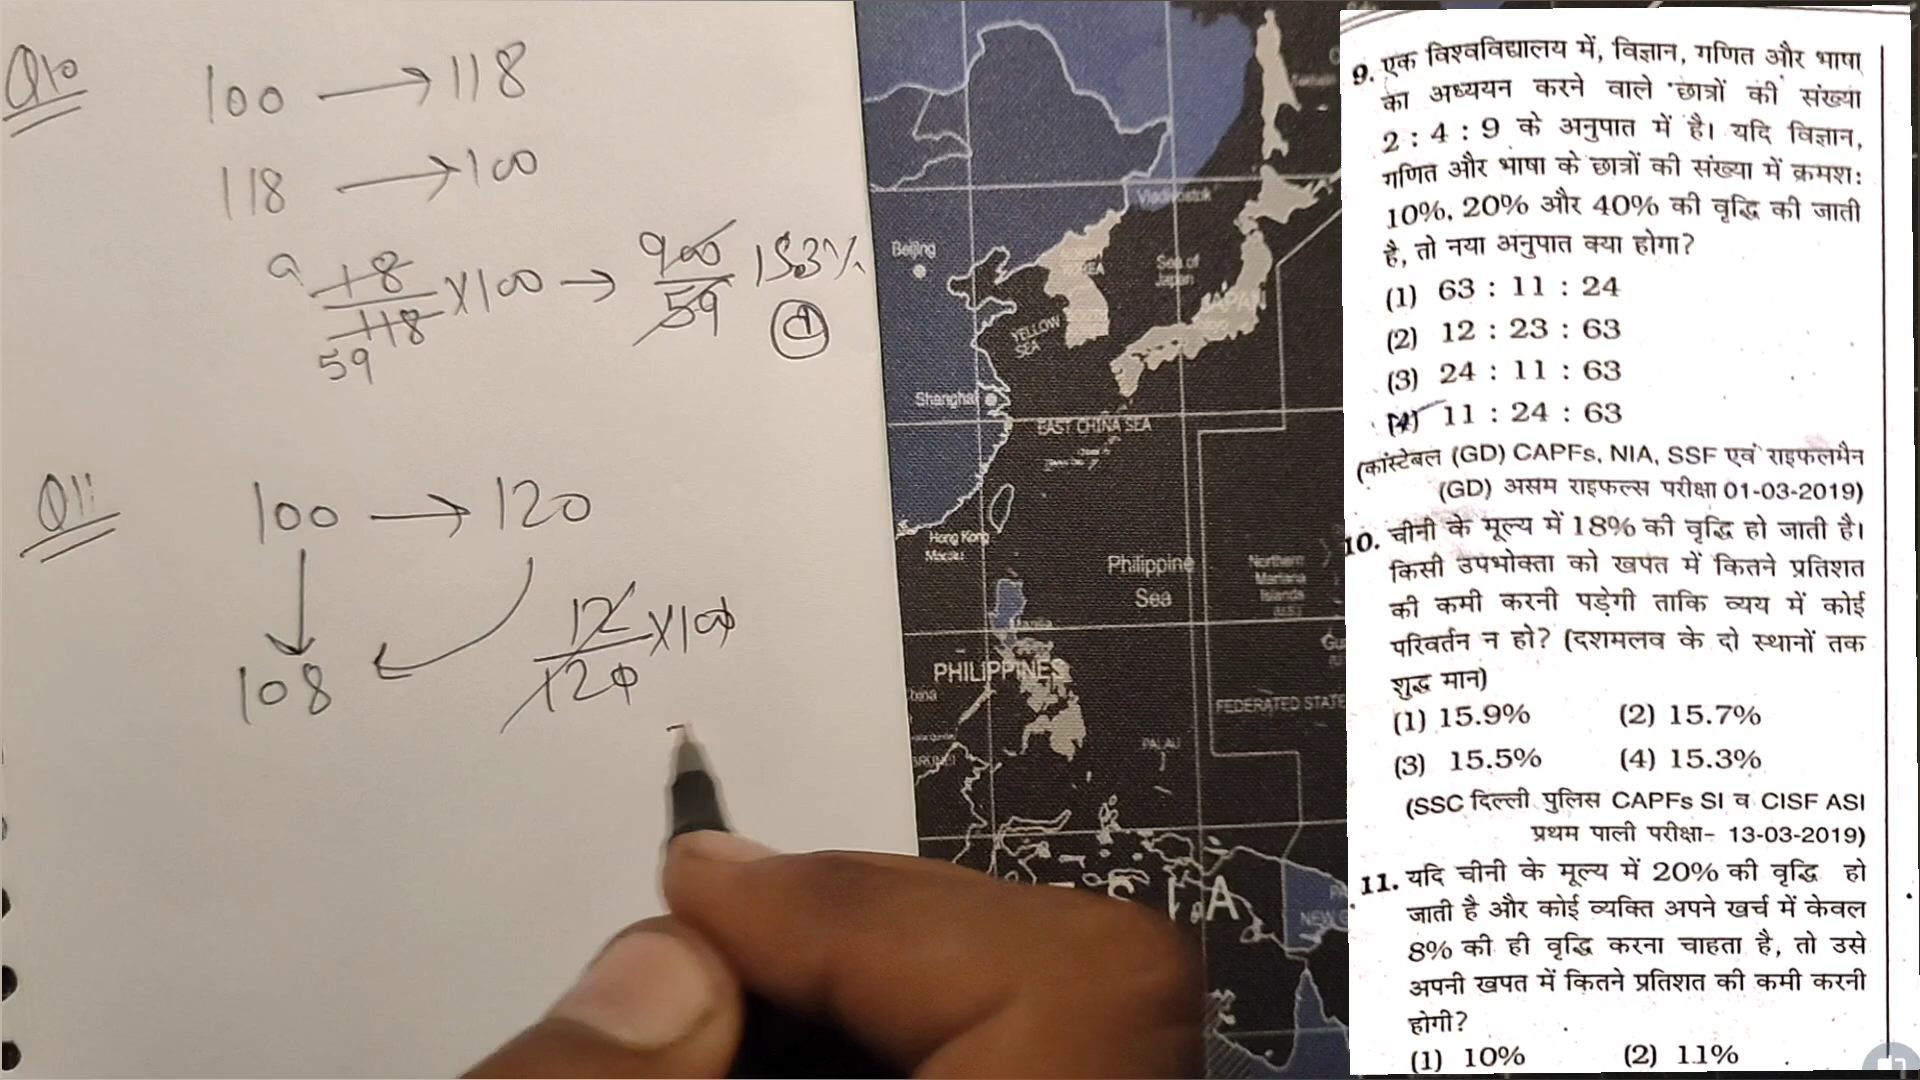 Q10
100 → 118
118 → 100
9 18/118 × 100 → 900/59 15.3%
59
4
Q11
100 → 120
108
12/120 × 100
Beijing
Vladivostok
Sea of
Japan
JAPAN
YELLOW
SEA
Shanghai
EAST CHINA SEA
Hong Kong
Macau
Philippine
Sea
Northern
Mariana
Islands
Manila
PHILIPPINES
FEDERATED STATE
PALAU
9. एक विश्वविद्यालय में, विज्ञान, गणित और भाषा
का अध्ययन करने वाले छात्रों की संख्या
2 : 4 : 9 के अनुपात में है। यदि विज्ञान,
गणित और भाषा के छात्रों की संख्या में क्रमश:
10%, 20% और 40% की वृद्धि की जाती
है, तो नया अनुपात क्या होगा?
(1) 63 : 11 : 24
(2) 12 : 23 : 63
(3) 24 : 11 : 63
(4) 11 : 24 : 63
(कांस्टेबल (GD) CAPFs, NIA, SSF एवं राइफलमैन
(GD) असम राइफल्स परीक्षा 01-03-2019)
10. चीनी के मूल्य में 18% की वृद्धि हो जाती है।
किसी उपभोक्ता को खपत में कितने प्रतिशत
की कमी करनी पड़ेगी ताकि व्यय में कोई
परिवर्तन न हो? (दशमलव के दो स्थानों तक
शुद्ध मान)
(1) 15.9% (2) 15.7%
(3) 15.5% (4) 15.3%
(SSC दिल्ली पुलिस CAPFs SI व CISF ASI
प्रथम पाली परीक्षा- 13-03-2019)
11. यदि चीनी के मूल्य में 20% की वृद्धि हो
जाती है और कोई व्यक्ति अपने खर्च में केवल
8% की ही वृद्धि करना चाहता है, तो उसे
अपनी खपत में कितने प्रतिशत की कमी करनी
होगी?
(1) 10% (2) 11%